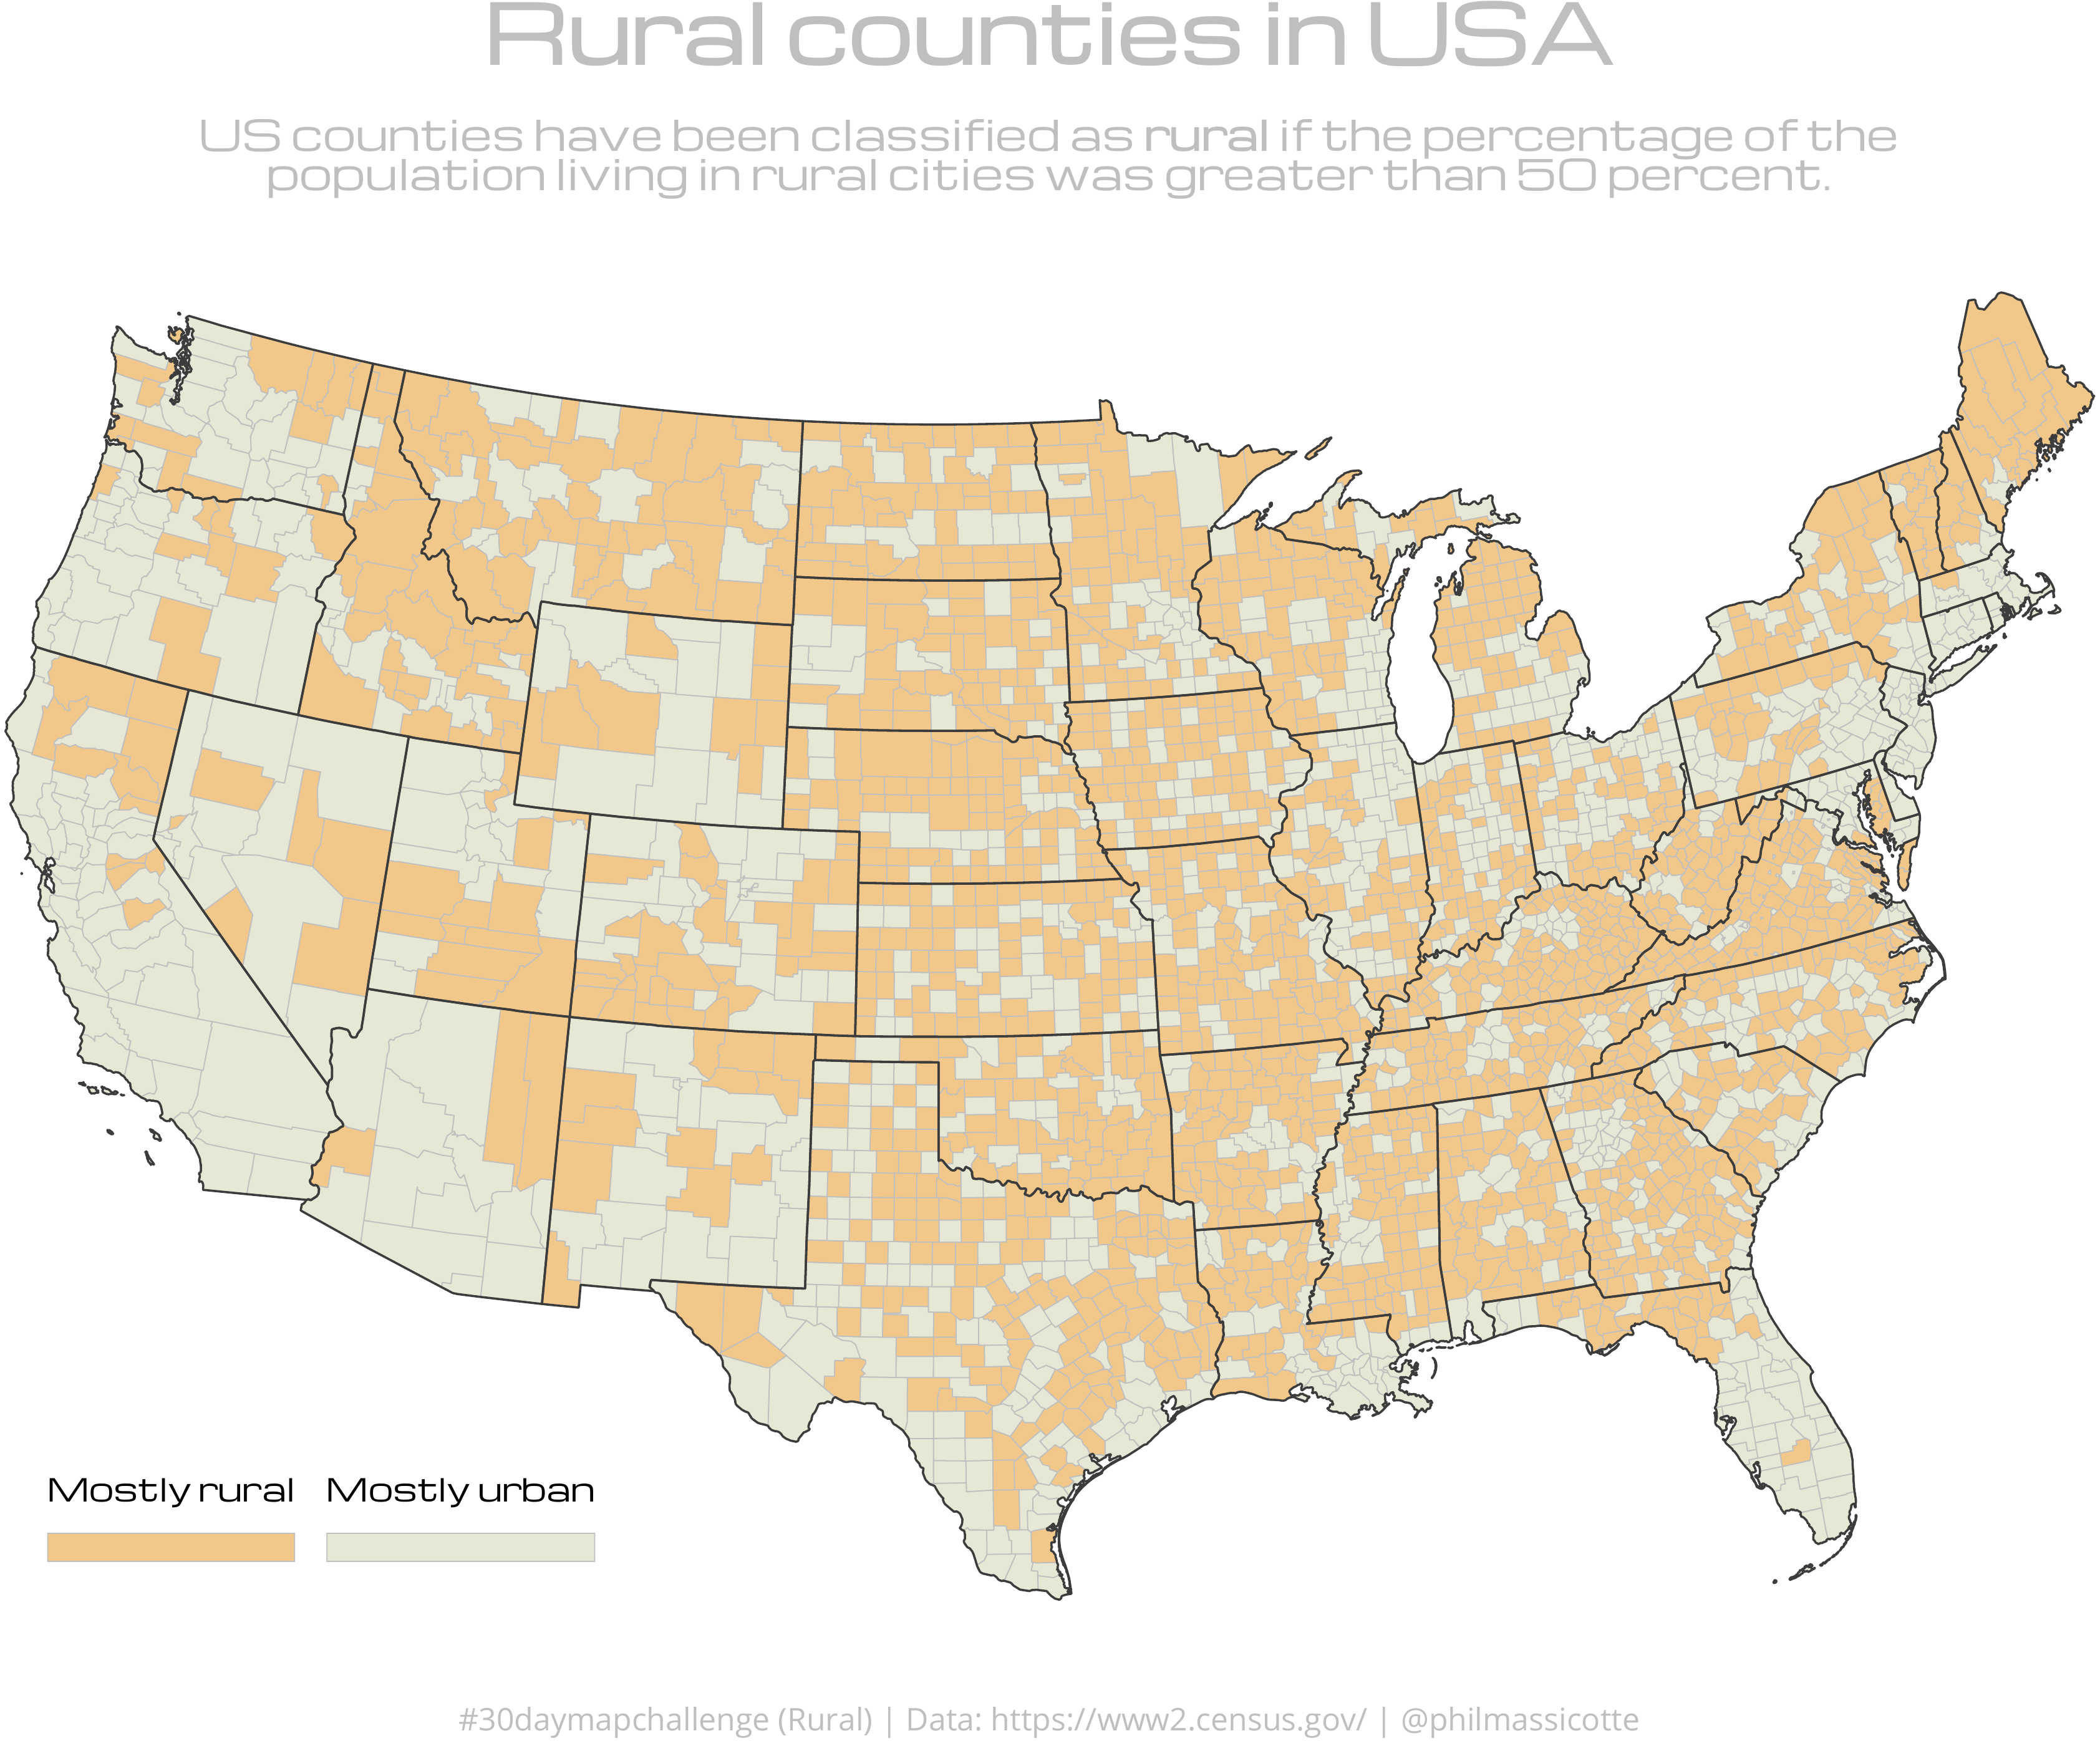 Rural counties in USA
US counties have been classified as rural if the percentage of the
population living in rural cities was greater than 50 percent.
Mostly rural Mostly urban
#30daymapchallenge (Rural) | Data: https://www2.census.gov/ | @philmassicotte